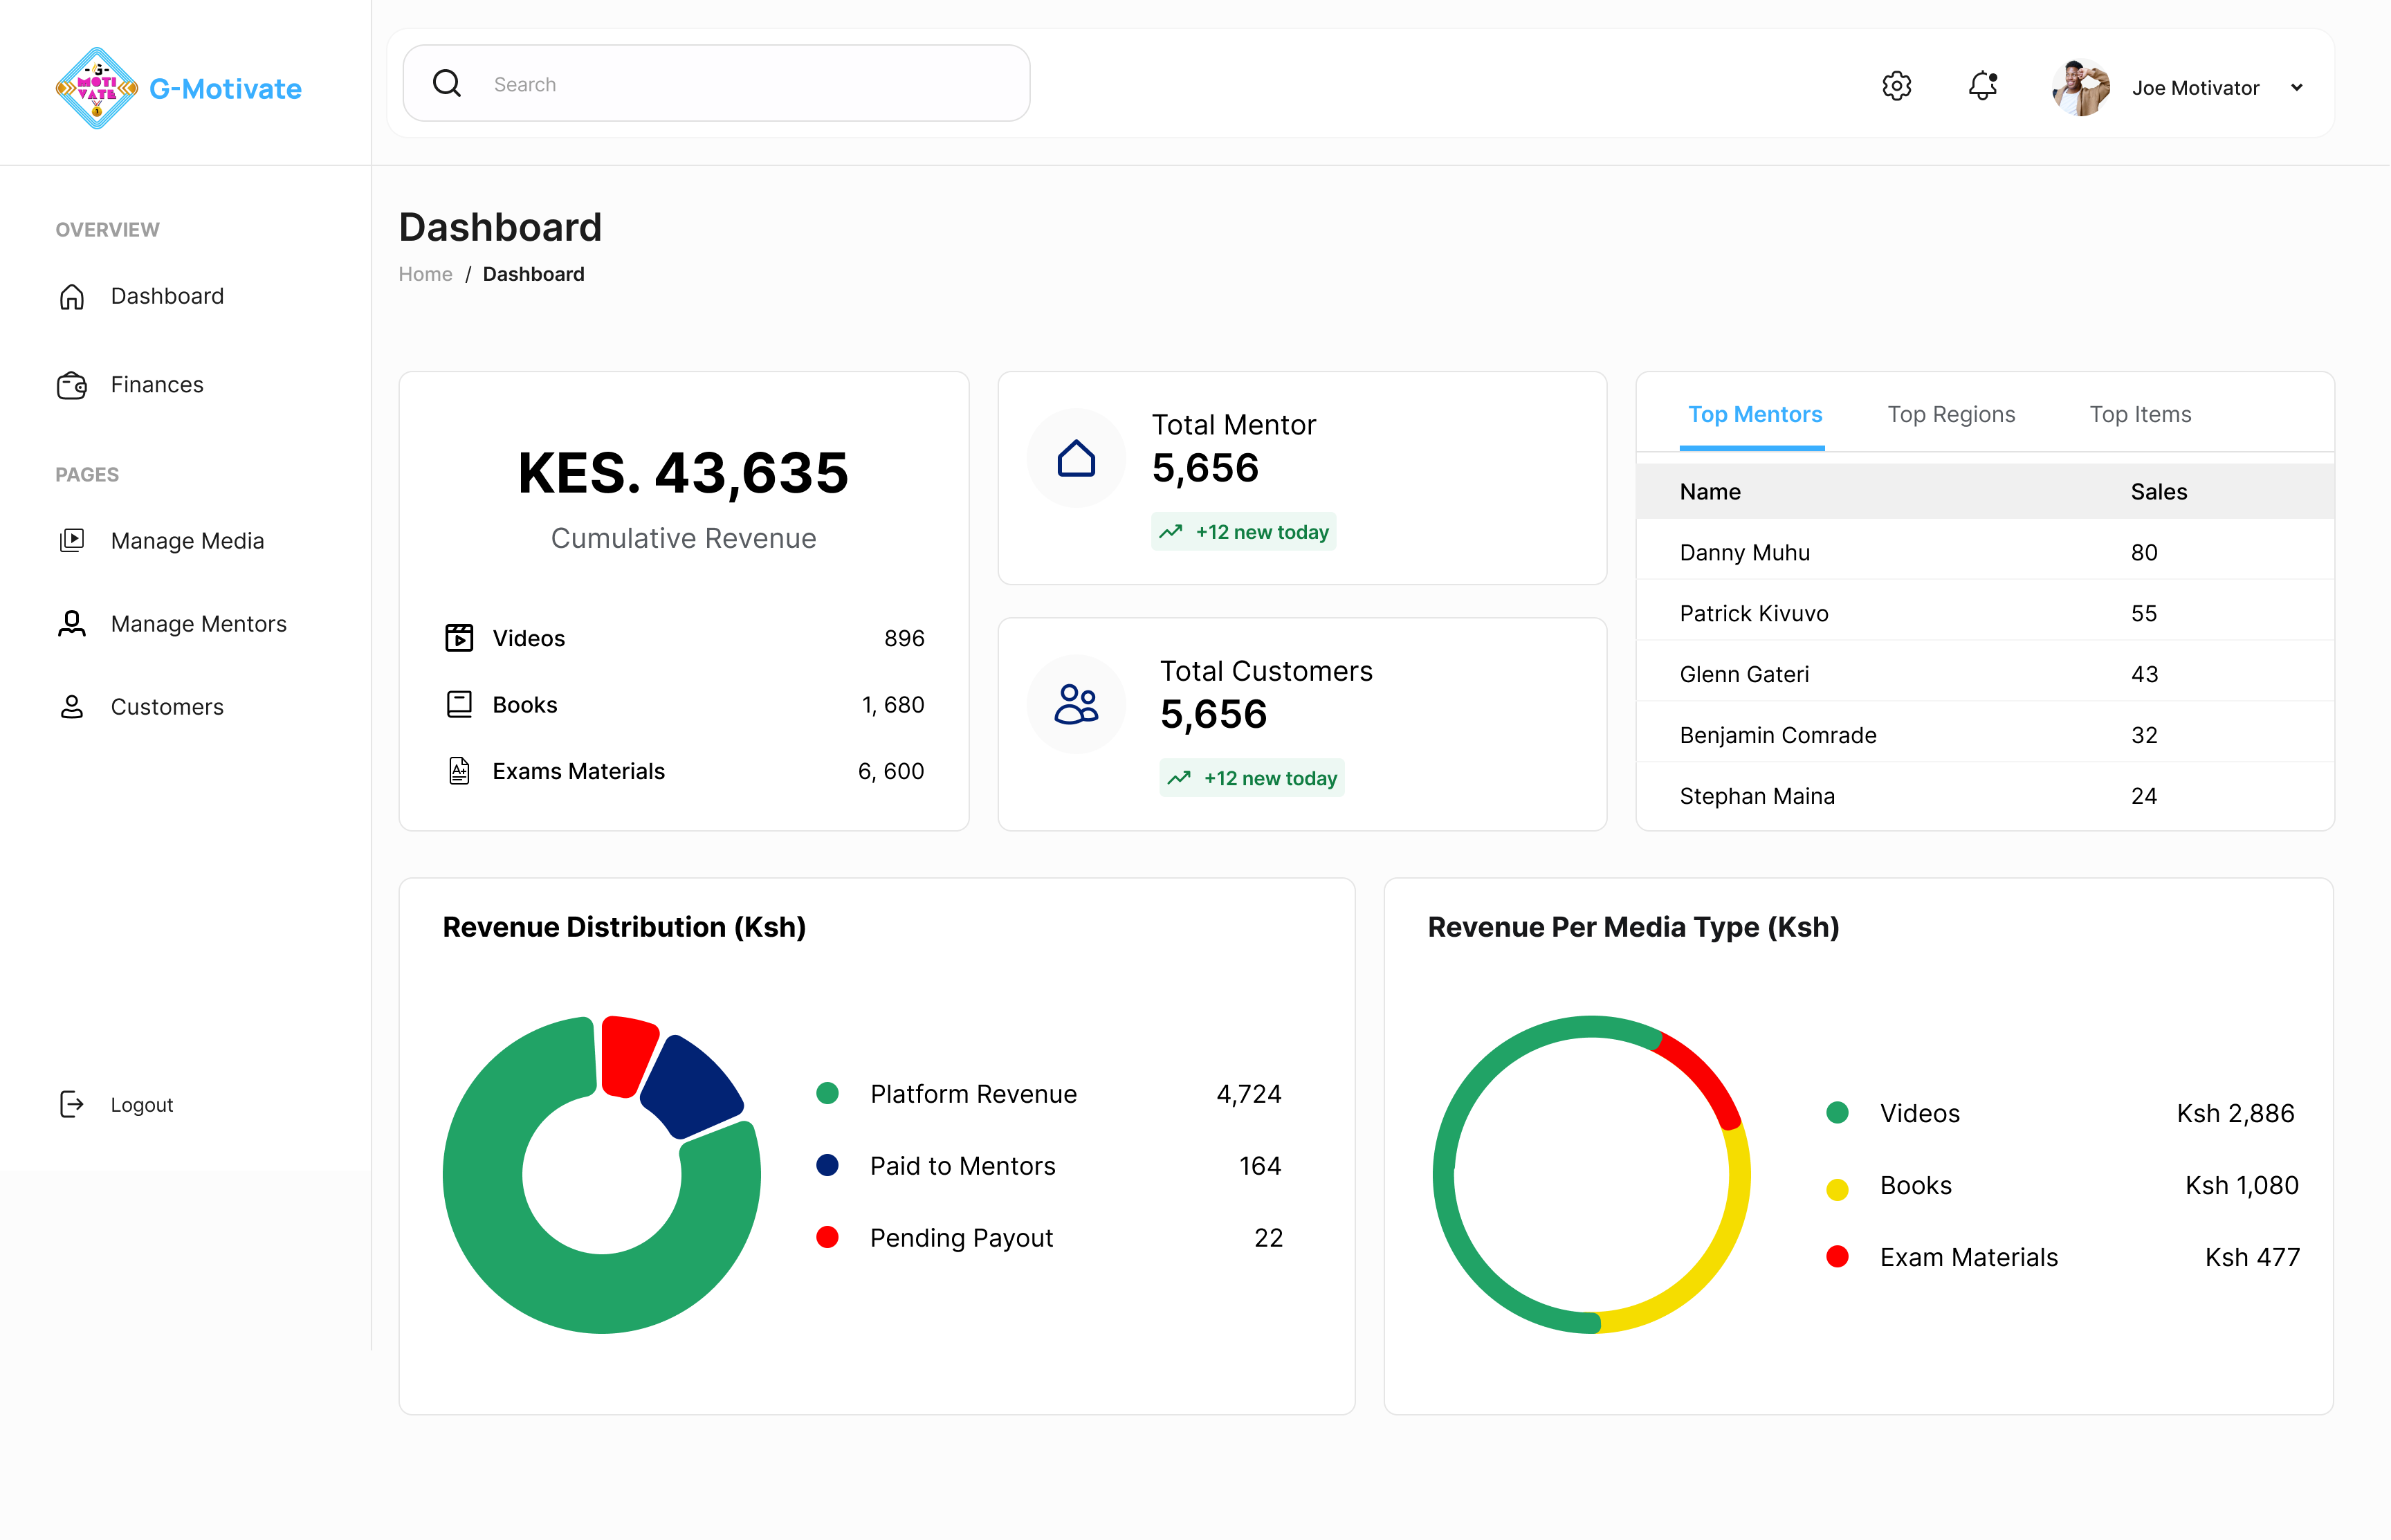 -G-
MOTI
VATE
1
G-Motivate
Search
Joe Motivator
OVERVIEW
Dashboard
Finances
PAGES
Manage Media
Manage Mentors
Customers
Logout
Dashboard
Home / Dashboard
KES. 43,635
Cumulative Revenue
Videos 896
Books 1, 680
A+
Exams Materials 6, 600
Total Mentor
5,656
+12 new today
Total Customers
5,656
+12 new today
Top Mentors Top Regions Top Items
Name Sales
Danny Muhu 80
Patrick Kivuvo 55
Glenn Gateri 43
Benjamin Comrade 32
Stephan Maina 24
Revenue Distribution (Ksh)
Platform Revenue 4,724
Paid to Mentors 164
Pending Payout 22
Revenue Per Media Type (Ksh)
Videos Ksh 2,886
Books Ksh 1,080
Exam Materials Ksh 477